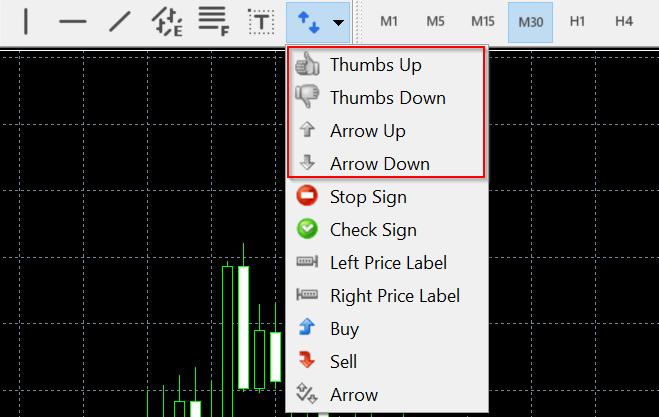 E
F
T
M1 M5 M15 M30 H1 H4
Thumbs Up
Thumbs Down
Arrow Up
Arrow Down
Stop Sign
Check Sign
Left Price Label
Right Price Label
Buy
Sell
Arrow